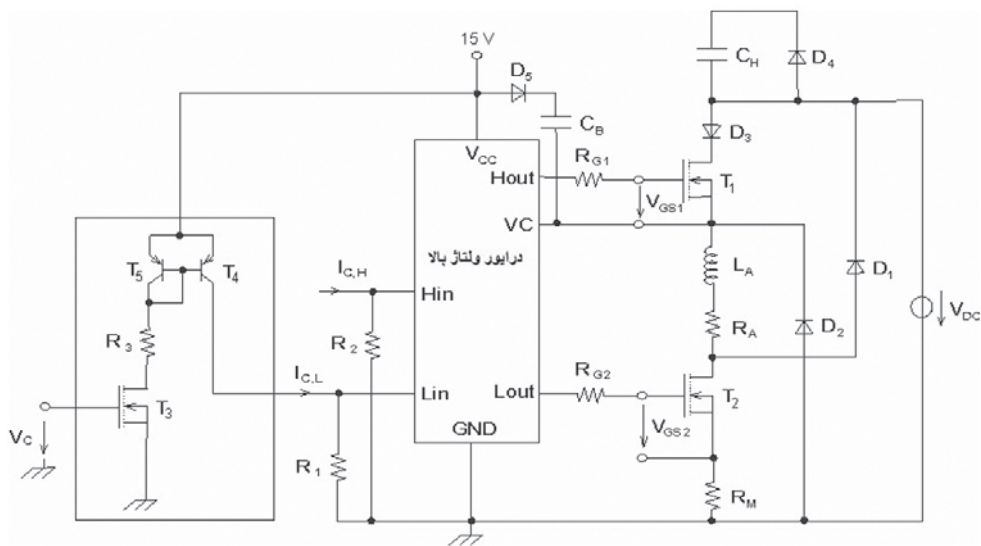 15 V
D5
CH
D4
CB
D3
VCC
Hout
RG1
T1
VGS1
VC
درایور ولتاژ بالا
T5
T4
IC,H
Hin
LA
D1
R3
R2
RA
D2
VDC
IC,L
Lin
Lout
RG2
T2
VC
T3
GND
VGS2
R1
RM